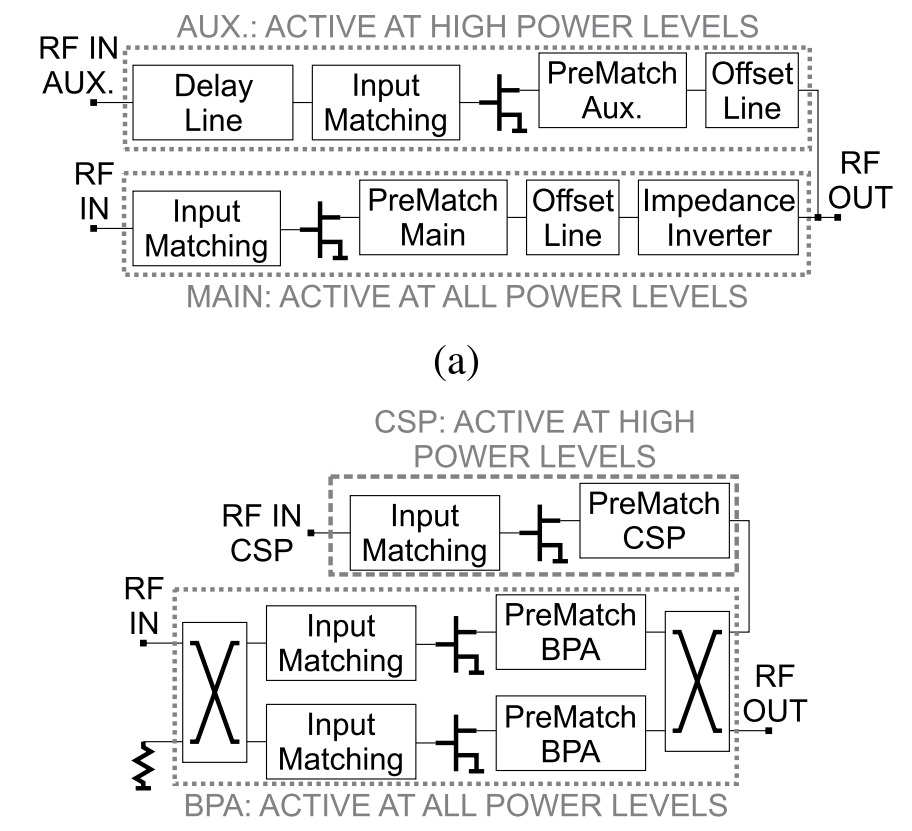 AUX.: ACTIVE AT HIGH POWER LEVELS
RF IN
AUX.
Delay
Line
Input
Matching
PreMatch
Aux.
Offset
Line
RF
OUT
RF
IN
Input
Matching
PreMatch
Main
Offset
Line
Impedance
Inverter
MAIN: ACTIVE AT ALL POWER LEVELS
(a)
CSP: ACTIVE AT HIGH
POWER LEVELS
RF IN
CSP
Input
Matching
PreMatch
CSP
RF
IN
Input
Matching
PreMatch
BPA
Input
Matching
PreMatch
BPA
RF
OUT
BPA: ACTIVE AT ALL POWER LEVELS